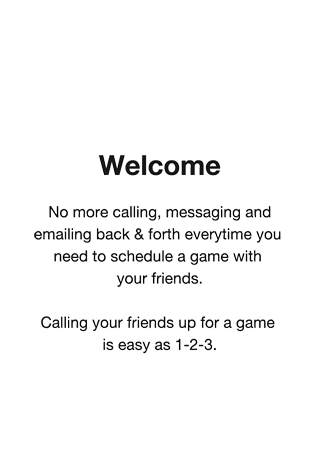 Welcome
No more calling, messaging and
emailing back & forth everytime you
need to schedule a game with
your friends.
Calling your friends up for a game
is easy as 1-2-3.